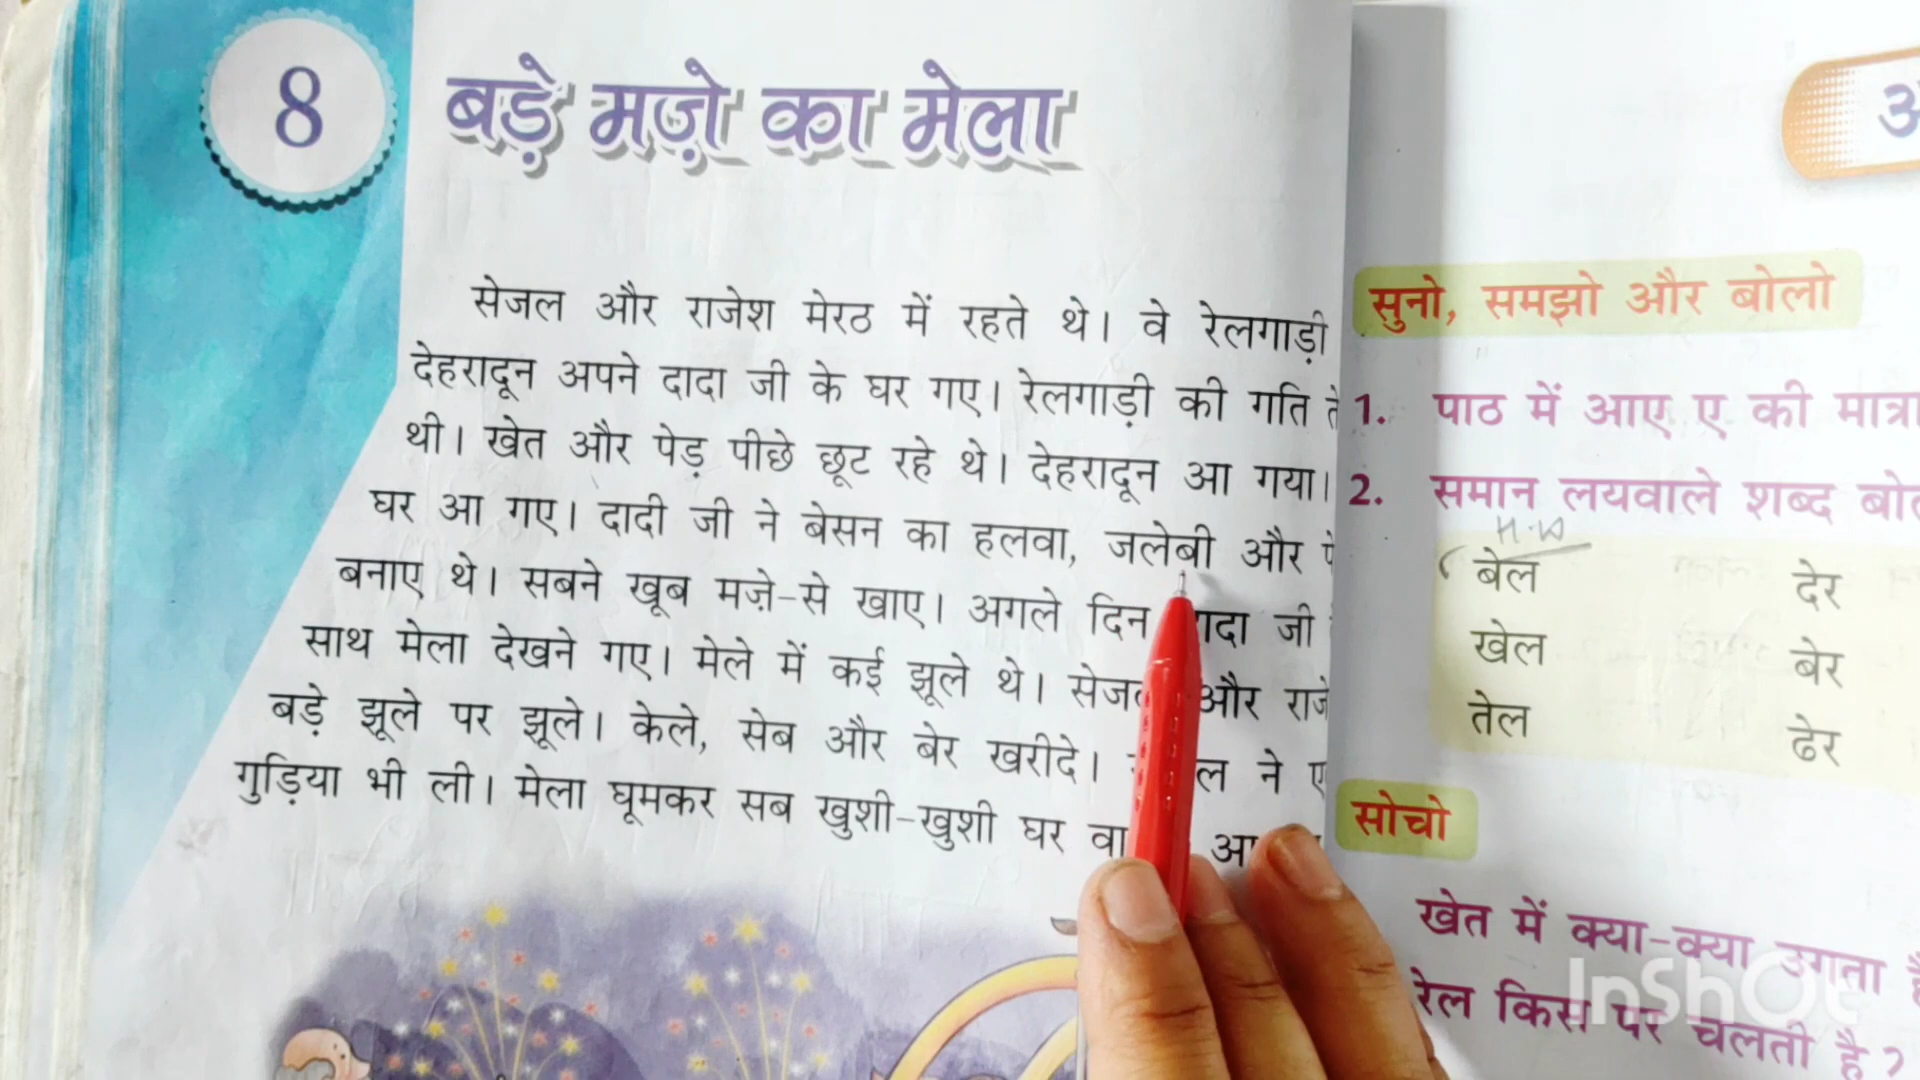 8
बड़े मज़े का मेला
सेजल और राजेश मेरठ में रहते थे। वे रेलगाड़ी
देहरादून अपने दादा जी के घर गए। रेलगाड़ी की गति
थी। खेत और पेड़ पीछे छूट रहे थे। देहरादून आ गया।
घर आ गए। दादी जी ने बेसन का हलवा, जलेबी और
बनाए थे। सबने खूब मज़े-से खाए। अगले दिन जी
साथ मेला देखने गए। मेले में कई झूले थे। और
बड़े झूले पर झूले। केले, सेब और बेर खरीदे। ने
गुड़िया भी ली। मेला घूमकर सब खुशी-खुशी घर
सुनो, समझो और बोलो
1. पाठ में आए ए की मात्रा
2. समान लयवाले शब्द
H.W
बेल देर
खेल बेर
तेल ढेर
सोचो
खेत में क्या-क्या उगता
रेल किस पर चलती है?
InShOt